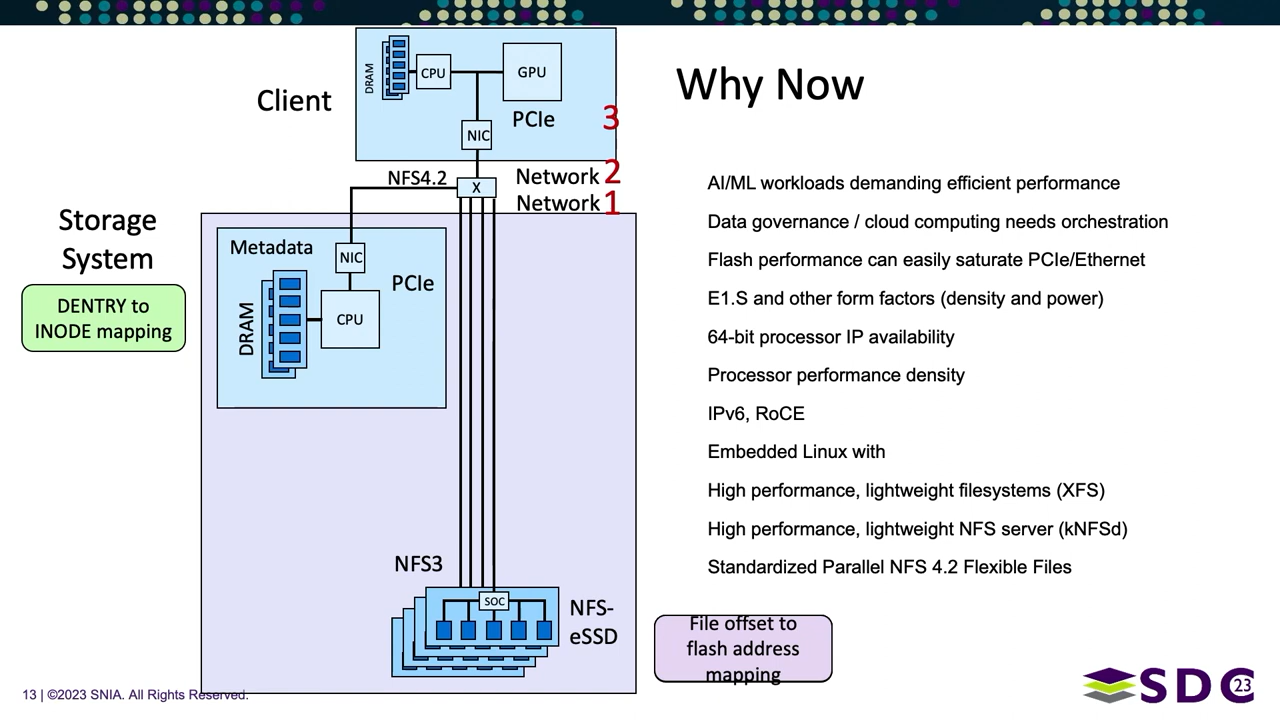 Why Now
Client
DRAM
CPU
GPU
PCIe
NIC
3
NFS4.2
X
Network 2
Network 1
Storage
System
DENTRY to
INODE mapping
Metadata
NIC
PCIe
DRAM
CPU
NFS3
SOC
NFS-
eSSD
File offset to
flash address
mapping
AI/ML workloads demanding efficient performance
Data governance / cloud computing needs orchestration
Flash performance can easily saturate PCIe/Ethernet
E1.S and other form factors (density and power)
64-bit processor IP availability
Processor performance density
IPv6, RoCE
Embedded Linux with
High performance, lightweight filesystems (XFS)
High performance, lightweight NFS server (kNFSd)
Standardized Parallel NFS 4.2 Flexible Files
13 | ©2023 SNIA. All Rights Reserved.
SDC
23